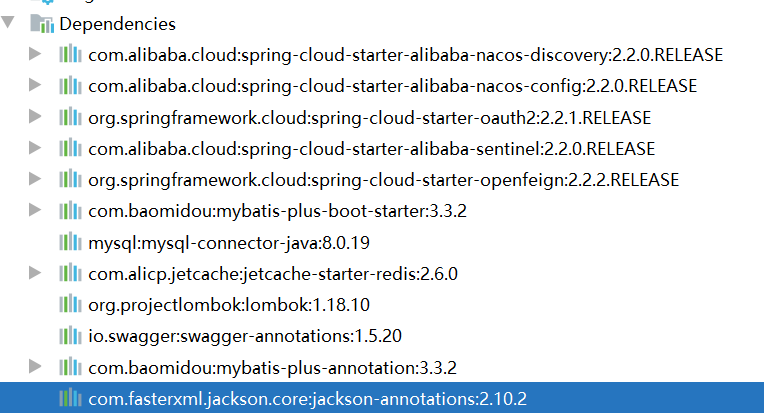 Dependencies
com.alibaba.cloud:spring-cloud-starter-alibaba-nacos-discovery:2.2.0.RELEASE
com.alibaba.cloud:spring-cloud-starter-alibaba-nacos-config:2.2.0.RELEASE
org.springframework.cloud:spring-cloud-starter-oauth2:2.2.1.RELEASE
com.alibaba.cloud:spring-cloud-starter-alibaba-sentinel:2.2.0.RELEASE
org.springframework.cloud:spring-cloud-starter-openfeign:2.2.2.RELEASE
com.baomidou:mybatis-plus-boot-starter:3.3.2
mysql:mysql-connector-java:8.0.19
com.alicp.jetcache:jetcache-starter-redis:2.6.0
org.projectlombok:lombok:1.18.10
io.swagger:swagger-annotations:1.5.20
com.baomidou:mybatis-plus-annotation:3.3.2
com.fasterxml.jackson.core:jackson-annotations:2.10.2